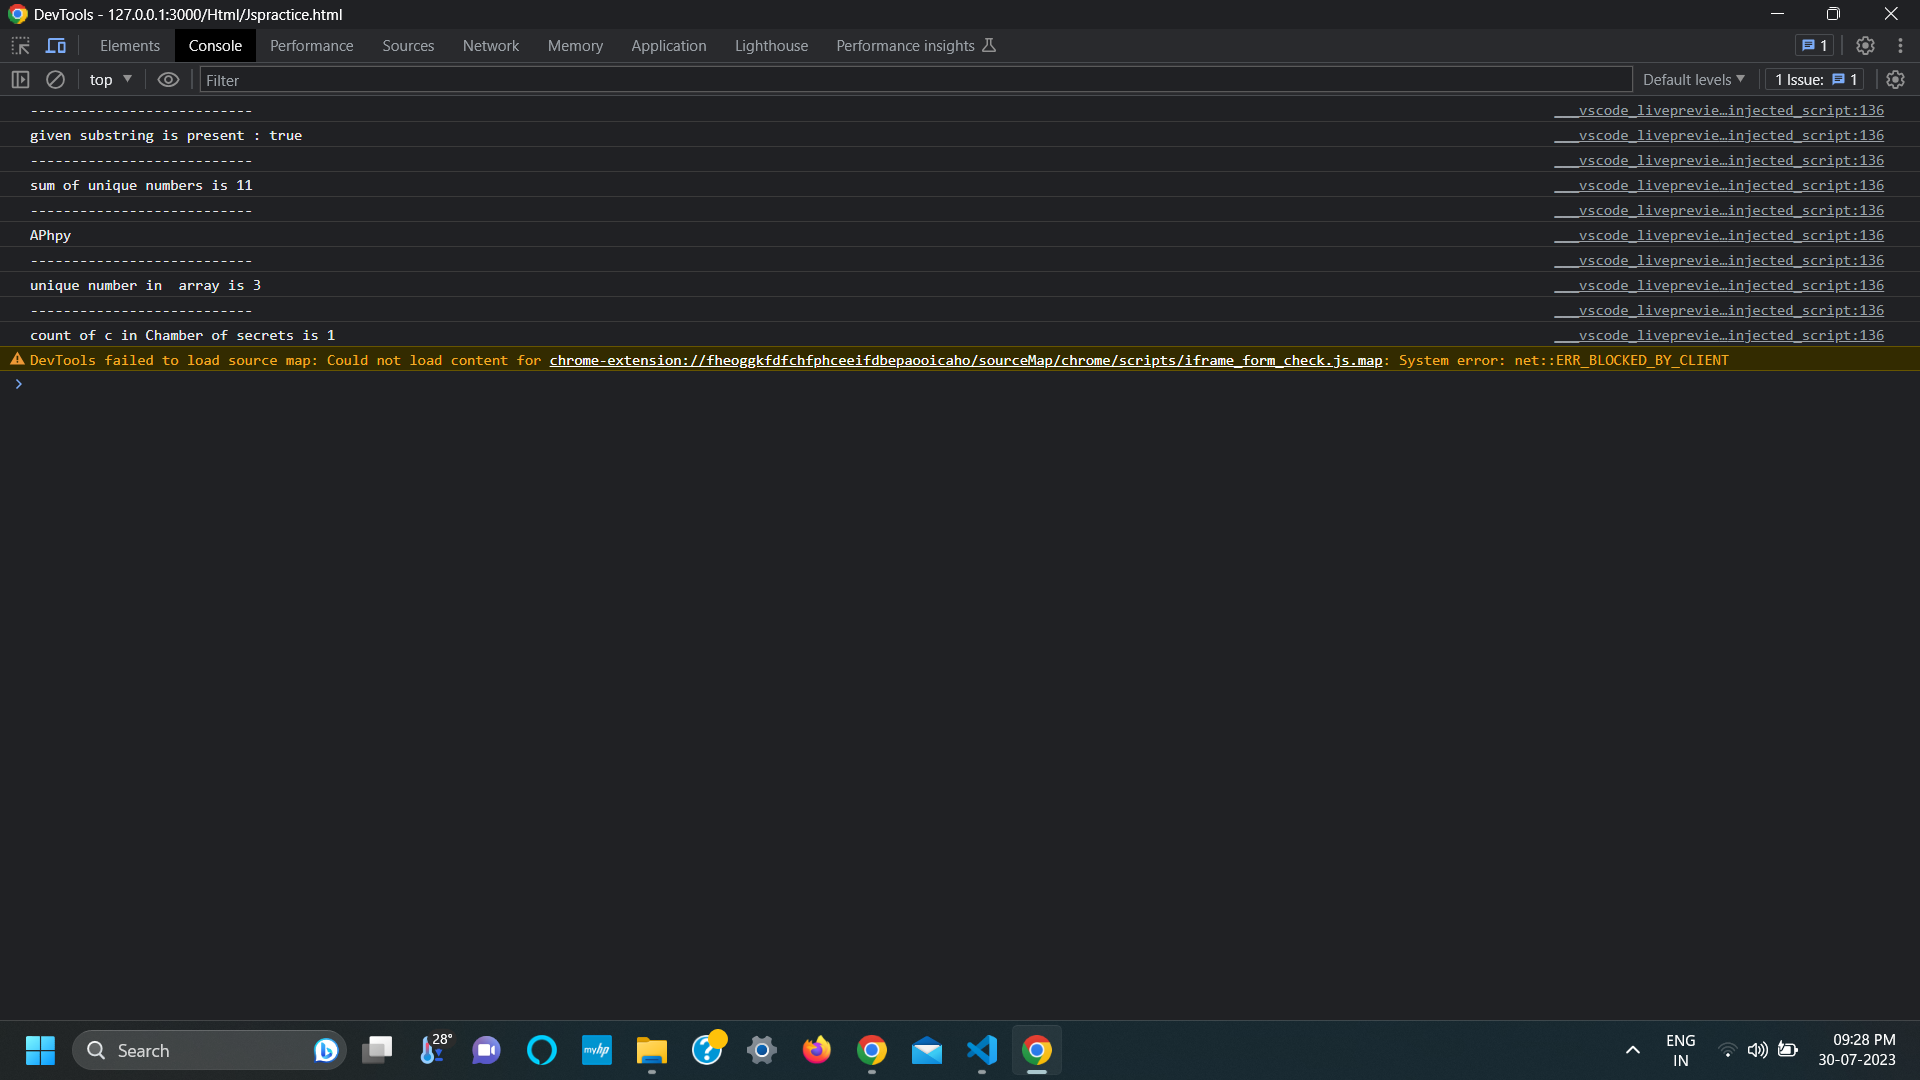 DevTools - 127.0.0.1:3000/Html/Jspractice.html
Elements Console Performance Sources Network Memory Application Lighthouse Performance insights 1
top Filter Default levels 1 Issue: 1
--------------------------- ___vscode_liveprevie…injected_script:136
given substring is present : true ___vscode_liveprevie…injected_script:136
--------------------------- ___vscode_liveprevie…injected_script:136
sum of unique numbers is 11 ___vscode_liveprevie…injected_script:136
--------------------------- ___vscode_liveprevie…injected_script:136
APhpy ___vscode_liveprevie…injected_script:136
--------------------------- ___vscode_liveprevie…injected_script:136
unique number in  array is 3 ___vscode_liveprevie…injected_script:136
--------------------------- ___vscode_liveprevie…injected_script:136
count of c in Chamber of secrets is 1 ___vscode_liveprevie…injected_script:136
DevTools failed to load source map: Could not load content for chrome-extension://fheoggkfdfchfphceeifdbepaooicaho/sourceMap/chrome/scripts/iframe_form_check.js.map: System error: net::ERR_BLOCKED_BY_CLIENT
Search 28° myhp ENG 09:28 PM
IN 30-07-2023